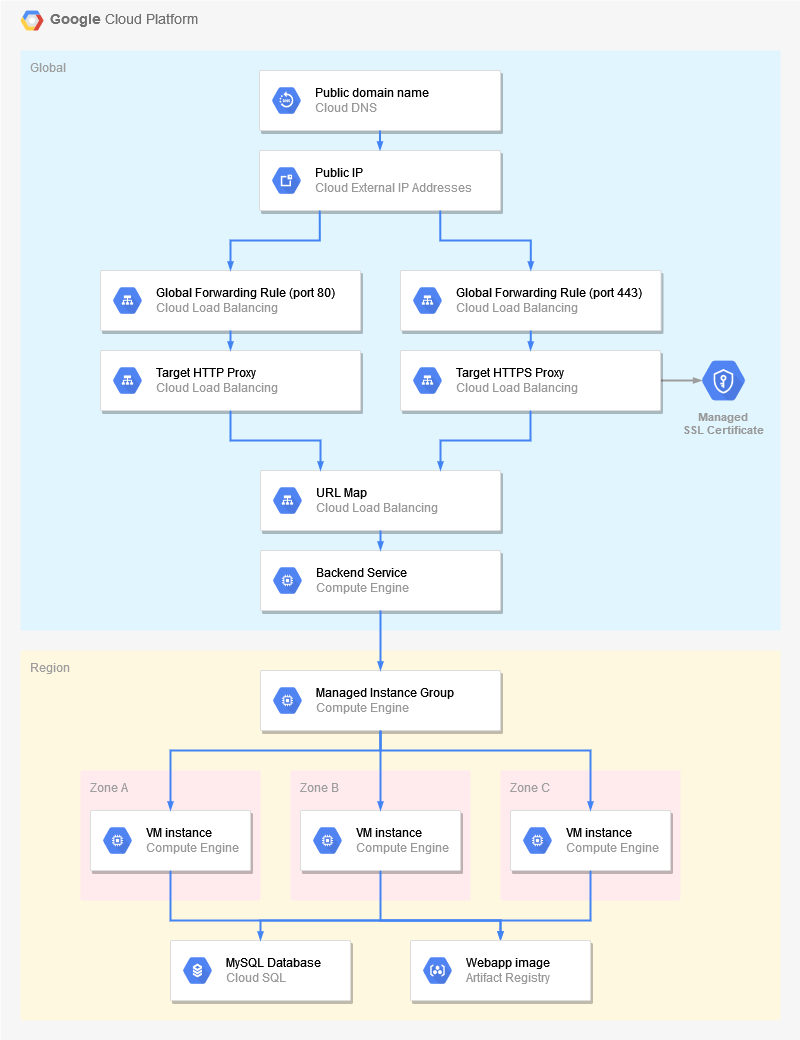 Google Cloud Platform
Global
Public domain name
Cloud DNS
Public IP
Cloud External IP Addresses
Global Forwarding Rule (port 80)
Cloud Load Balancing
Global Forwarding Rule (port 443)
Cloud Load Balancing
Target HTTP Proxy
Cloud Load Balancing
Target HTTPS Proxy
Cloud Load Balancing
Managed
SSL Certificate
URL Map
Cloud Load Balancing
Backend Service
Compute Engine
Region
Managed Instance Group
Compute Engine
Zone A
VM instance
Compute Engine
Zone B
VM instance
Compute Engine
Zone C
VM instance
Compute Engine
MySQL Database
Cloud SQL
Webapp image
Artifact Registry